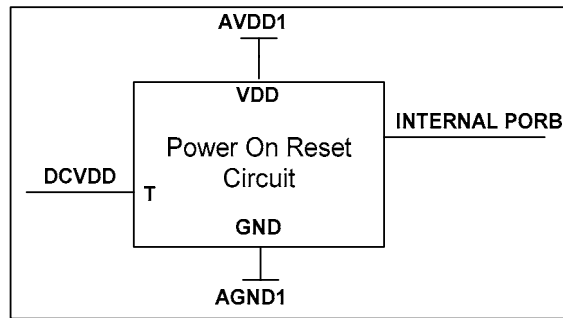 AVDD1
VDD
INTERNAL PORB
Power On Reset
Circuit
DCVDD
T
GND
AGND1